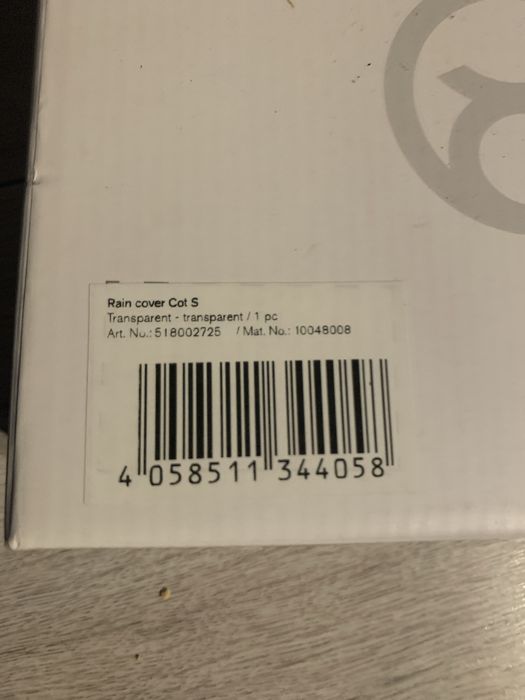 Rain cover Cot S
Transparent - transparent / 1 pc
Art. No.: 518002725 / Mat. No.: 10048008
4 058511 344058